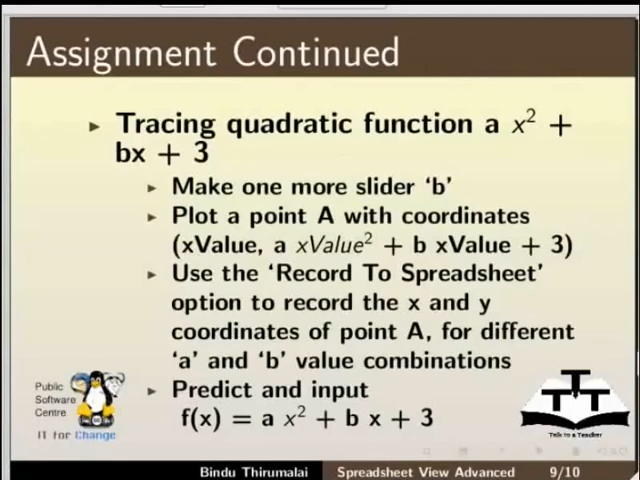 Assignment Continued
Tracing quadratic function a x² +
bx + 3
Make one more slider ‘b’
Plot a point A with coordinates
(xValue, a xValue² + b xValue + 3)
Use the ‘Record To Spreadsheet’
option to record the x and y
coordinates of point A, for different
‘a’ and ‘b’ value combinations
Predict and input
f(x) = a x² + b x + 3
Public
Software
Centre
IT for Change
TTT
Talk to a Teacher
Bindu Thirumalai Spreadsheet View Advanced 9/10